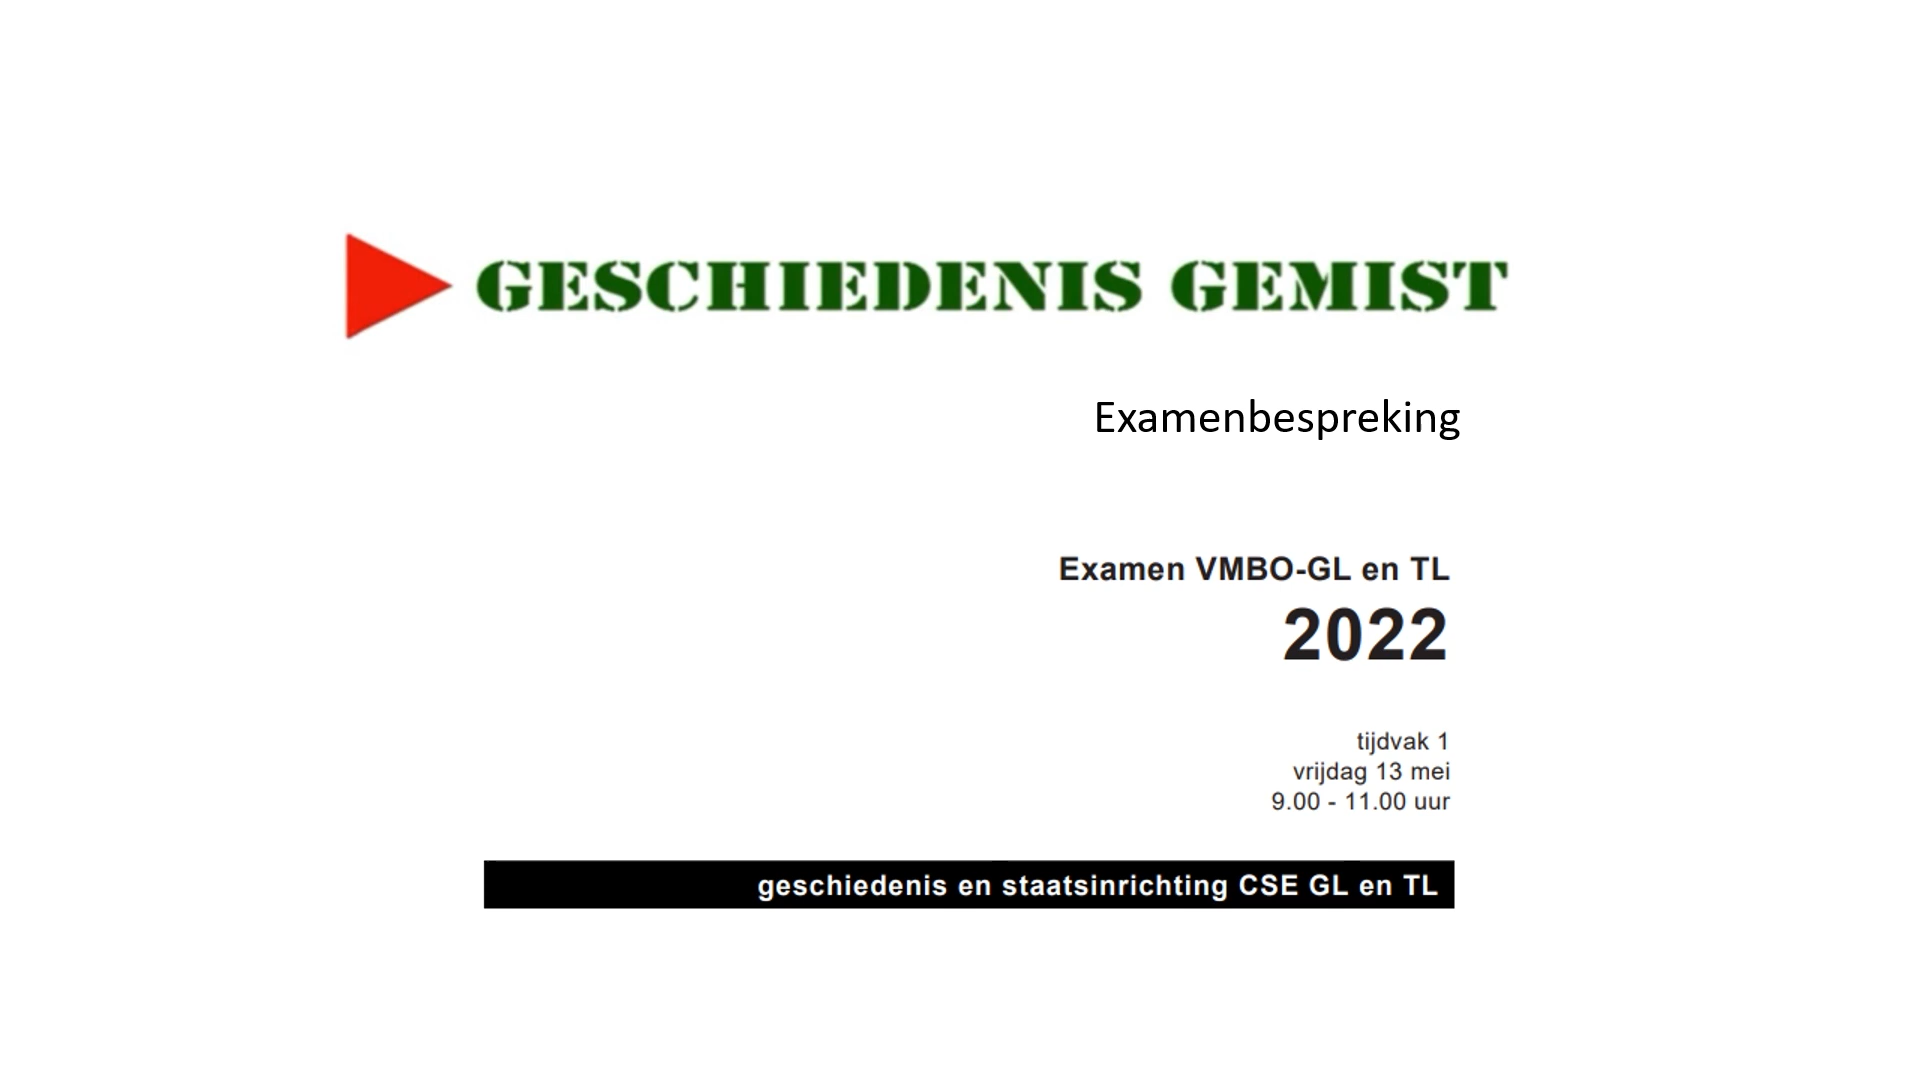 GESCHIEDENIS GEMIST
Examenbespreking
Examen VMBO-GL en TL
2022
tijdvak 1
vrijdag 13 mei
9.00 - 11.00 uur
geschiedenis en staatsinrichting CSE GL en TL